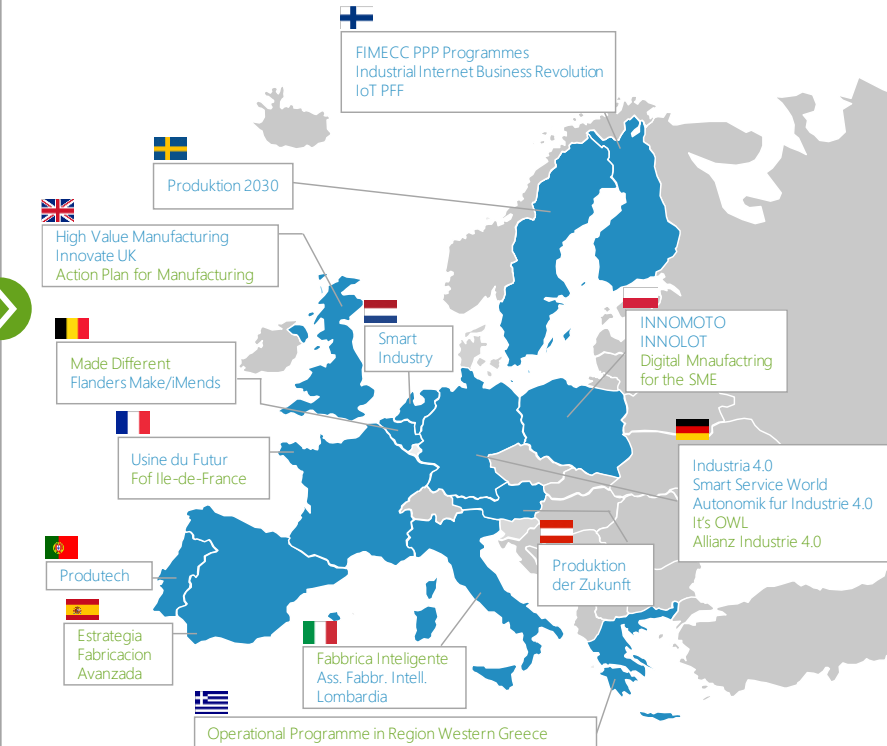 FIMECC PPP Programmes
Industrial Internet Business Revolution
IoT PFF
Produktion 2030
High Value Manufacturing
Innovate UK
Action Plan for Manufacturing
Smart
Industry
INNOMOTO
INNOLOT
Digital Mnaufactring
for the SME
Made Different
Flanders Make/iMends
Usine du Futur
Fof Ile-de-France
Industria 4.0
Smart Service World
Autonomik fur Industrie 4.0
It's OWL
Allianz Industrie 4.0
Produktion
der Zukunft
Produtech
Estrategia
Fabricacion
Avanzada
Fabbrica Inteligente
Ass. Fabbr. Intell.
Lombardia
Operational Programme in Region Western Greece